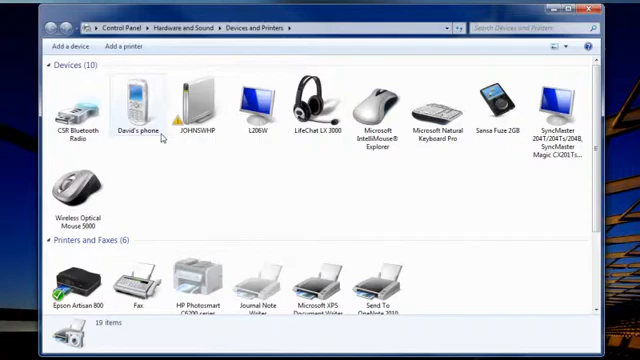 Control Panel ▸ Hardware and Sound ▸ Devices and Printers ▸
Search Devices and Printers
Add a device
Add a printer
Devices (10)
CSR Bluetooth
Radio
David's phone
JOHNSWHP
L206W
LifeChat LX 3000
Microsoft
IntelliMouse®
Explorer
Microsoft Natural
Keyboard Pro
Sansa Fuze 2GB
SyncMaster
204T/204Ts/204B,
SyncMaster
Magic CX201Ts...
Wireless Optical
Mouse 5000
Printers and Faxes (6)
Epson Artisan 800
Fax
HP Photosmart
C6200 series
Journal Note
Writer
Microsoft XPS
Document Writer
Send To
OneNote 2010
19 items